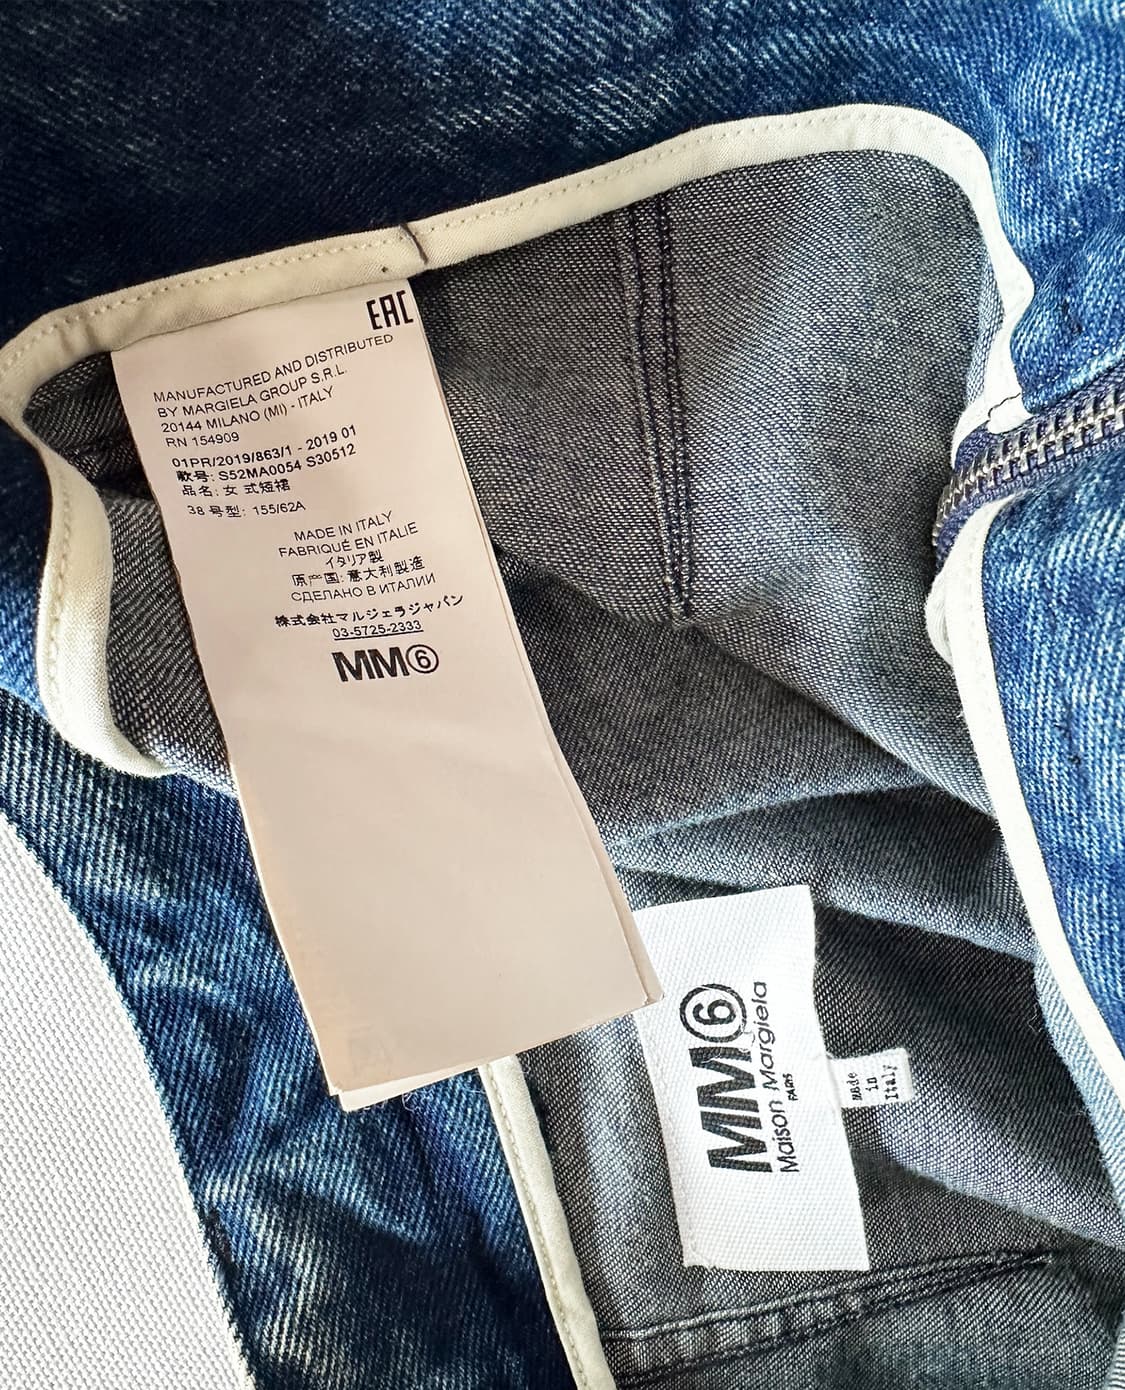 EAC
MANUFACTURED AND DISTRIBUTED
BY MARGIELA GROUP S.R.L.
20144 MILANO (MI) - ITALY
RN 154909
01PR/2019/863/1 - 2019 01
款号: S52MA0054 S30512
品名: 女 式短裙
38 号型: 155/62A
MADE IN ITALY
FABRIQUÉ EN ITALIE
イタリア製
原产国: 意大利製造
СДЕЛАНО В ИТАЛИИ
株式会社マルジェラジャパン
03-5725-2333
MM⑥
MM⑥
Maison Margiela
PARIS
Made
in
Italy